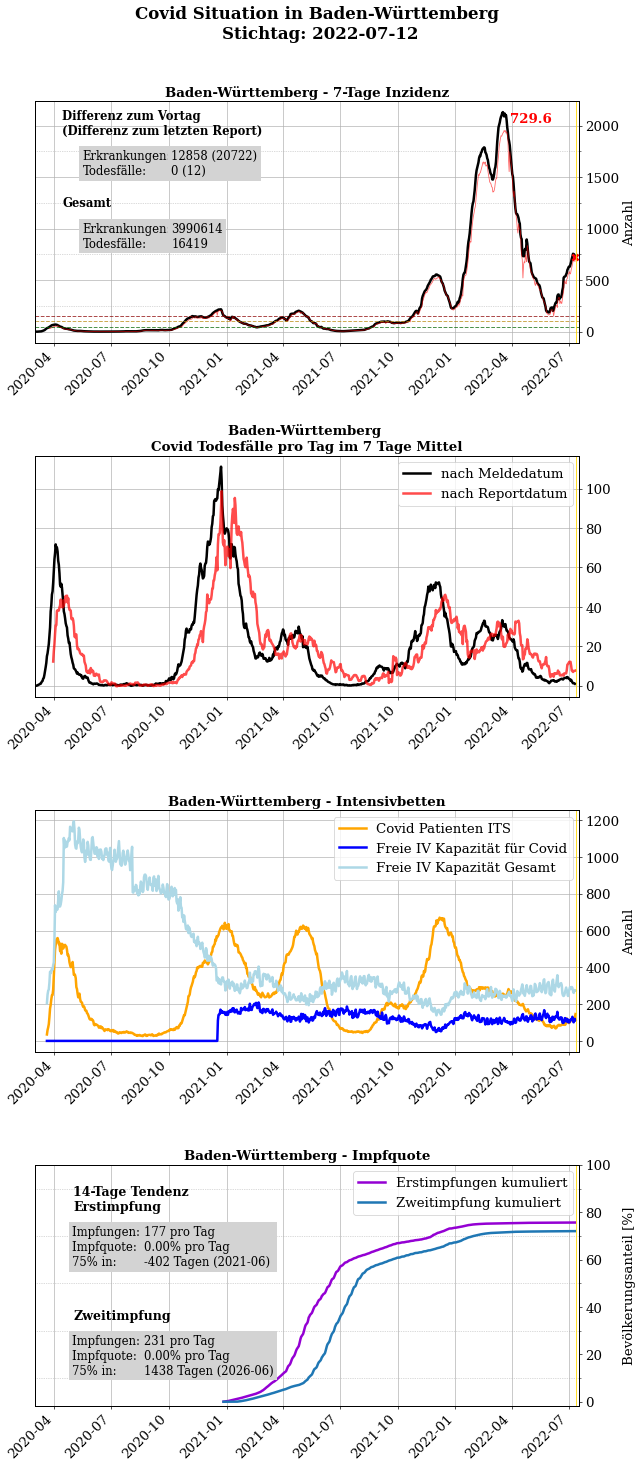 Covid Situation in Baden-Württemberg
Stichtag: 2022-07-12
Baden-Württemberg - 7-Tage Inzidenz
Differenz zum Vortag
(Differenz zum letzten Report)
Erkrankungen 12858 (20722)
Todesfälle: 0 (12)
Gesamt
Erkrankungen 3990614
Todesfälle: 16419
729.6
2000
1500
1000
500
0
Anzahl
2020-04 2020-07 2020-10 2021-01 2021-04 2021-07 2021-10 2022-01 2022-04 2022-07
Baden-Württemberg
Covid Todesfälle pro Tag im 7 Tage Mittel
nach Meldedatum
nach Reportdatum
100
80
60
40
20
0
2020-04 2020-07 2020-10 2021-01 2021-04 2021-07 2021-10 2022-01 2022-04 2022-07
Baden-Württemberg - Intensivbetten
Covid Patienten ITS
Freie IV Kapazität für Covid
Freie IV Kapazität Gesamt
1200
1000
800
600
400
200
0
Anzahl
2020-04 2020-07 2020-10 2021-01 2021-04 2021-07 2021-10 2022-01 2022-04 2022-07
Baden-Württemberg - Impfquote
14-Tage Tendenz
Erstimpfung
Impfungen: 177 pro Tag
Impfquote: 0.00% pro Tag
75% in: -402 Tagen (2021-06)
Zweitimpfung
Impfungen: 231 pro Tag
Impfquote: 0.00% pro Tag
75% in: 1438 Tagen (2026-06)
Erstimpfungen kumuliert
Zweitimpfung kumuliert
100
80
60
40
20
0
Bevölkerungsanteil [%]
2020-04 2020-07 2020-10 2021-01 2021-04 2021-07 2021-10 2022-01 2022-04 2022-07